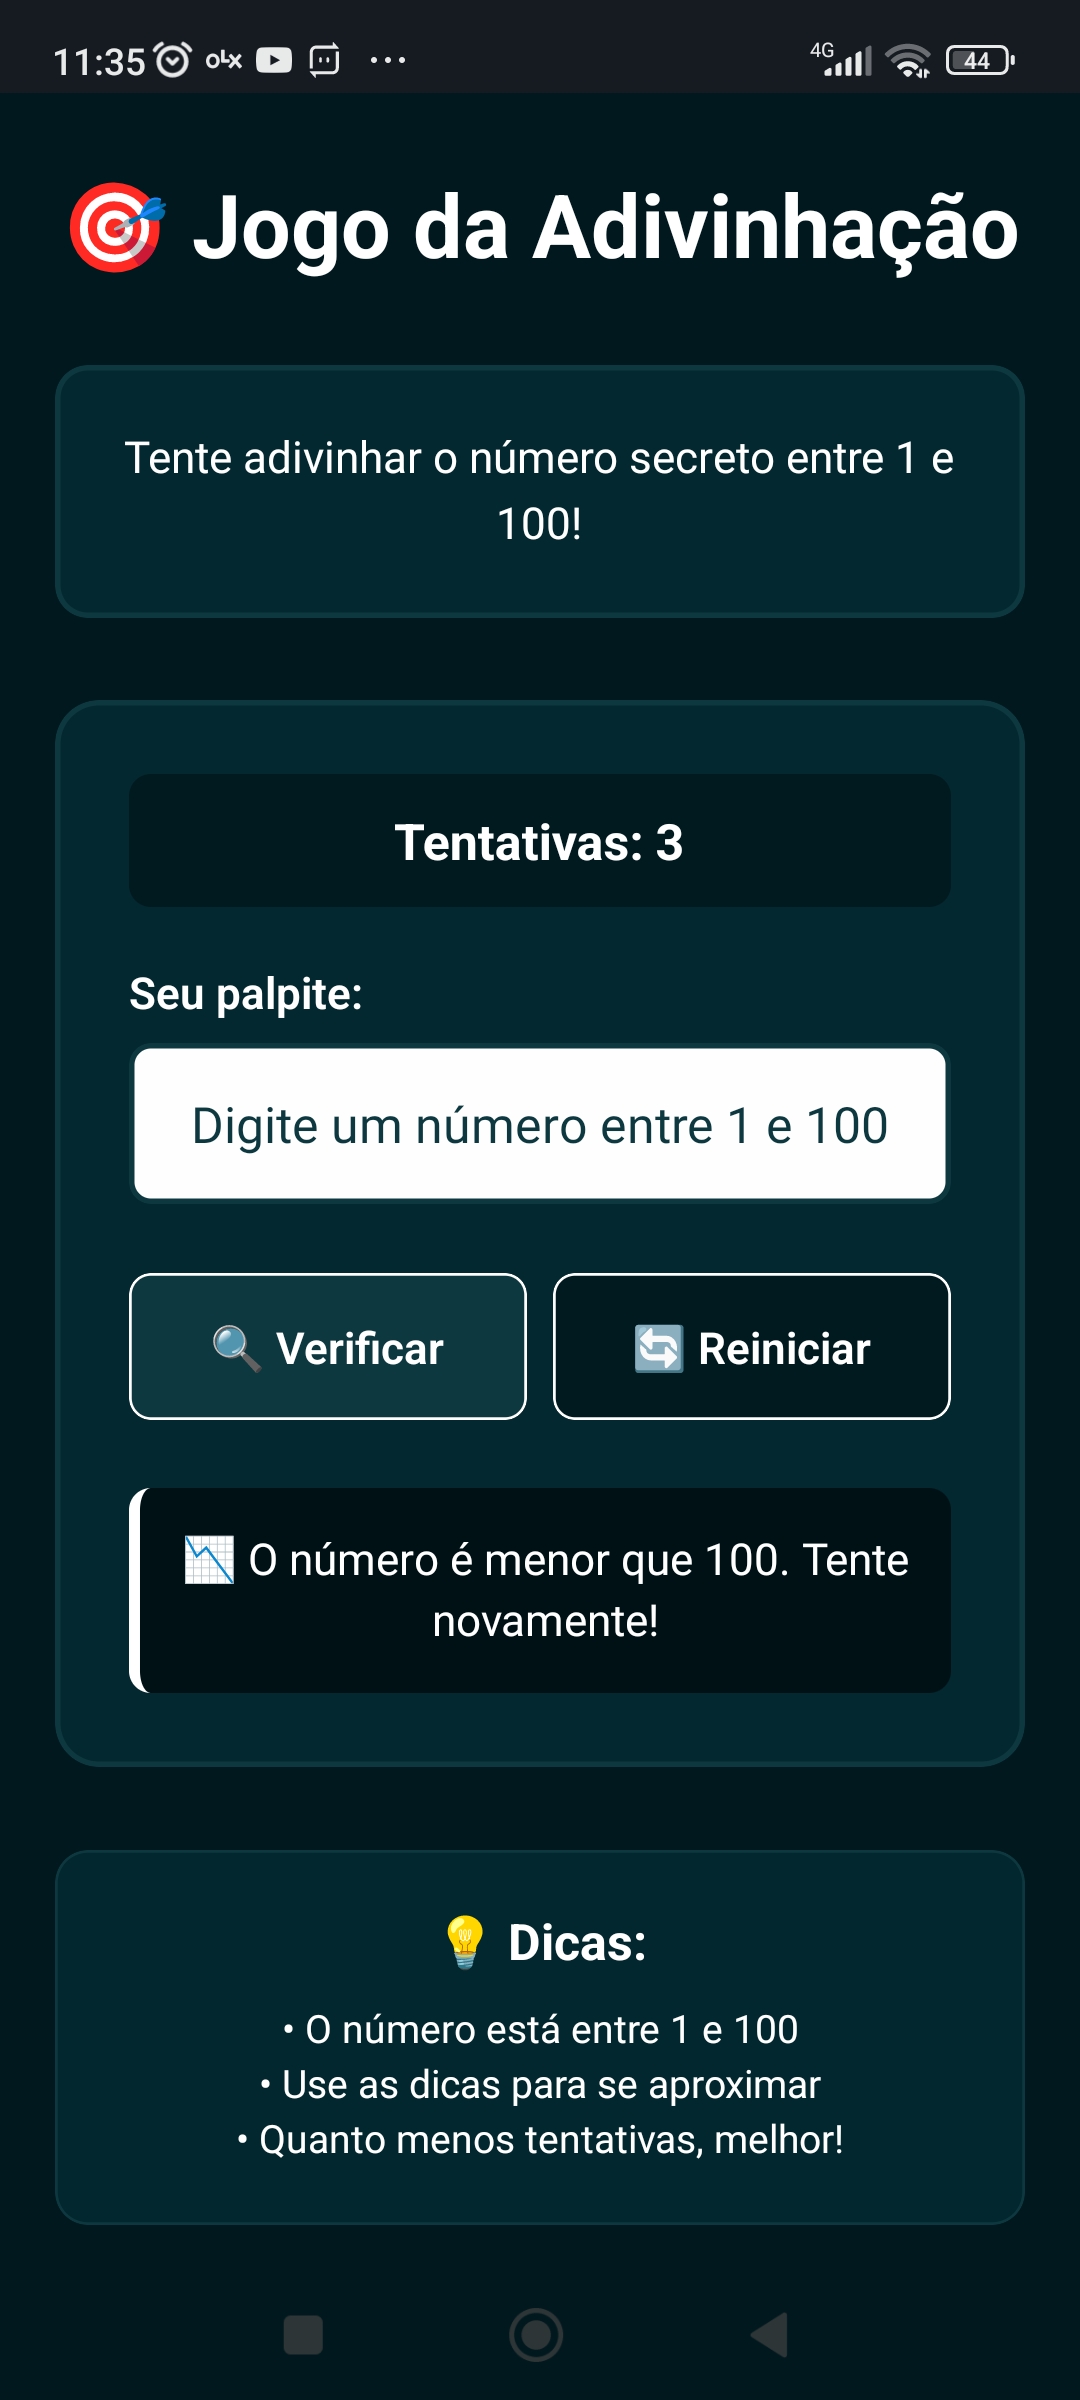 11:35 OLX 4G 44
Jogo da Adivinhação
Tente adivinhar o número secreto entre 1 e
100!
Tentativas: 3
Seu palpite:
Digite um número entre 1 e 100
Verificar
Reiniciar
O número é menor que 100. Tente
novamente!
Dicas:
• O número está entre 1 e 100
• Use as dicas para se aproximar
• Quanto menos tentativas, melhor!